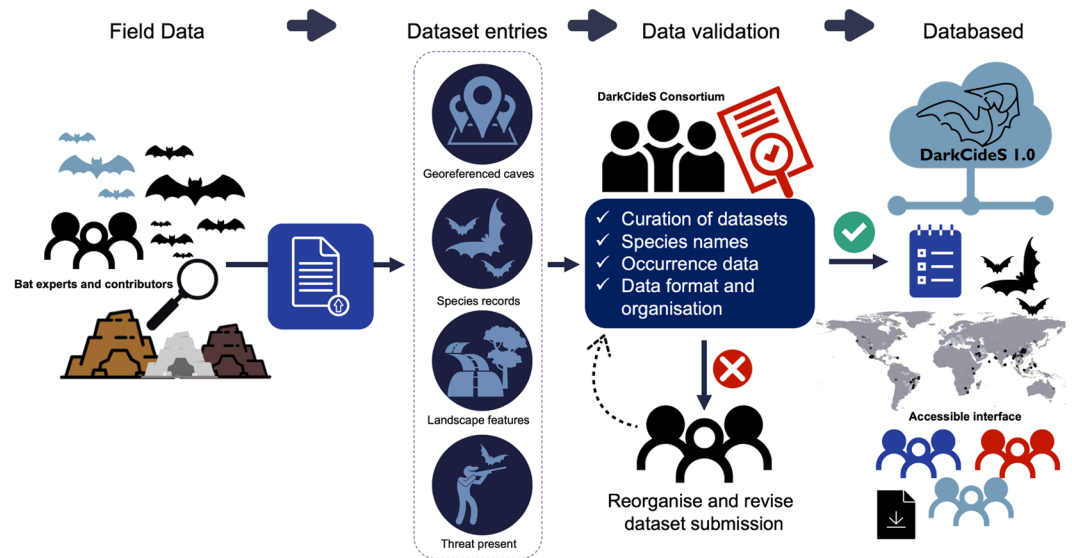 Field Data
Dataset entries
Data validation
Databased
Bat experts and contributors
Georeferenced caves
Species records
Landscape features
Threat present
DarkCideS Consortium
✓ Curation of datasets
✓ Species names
✓ Occurrence data
✓ Data format and
organisation
Reorganise and revise
dataset submission
DarkCideS 1.0
Accessible interface